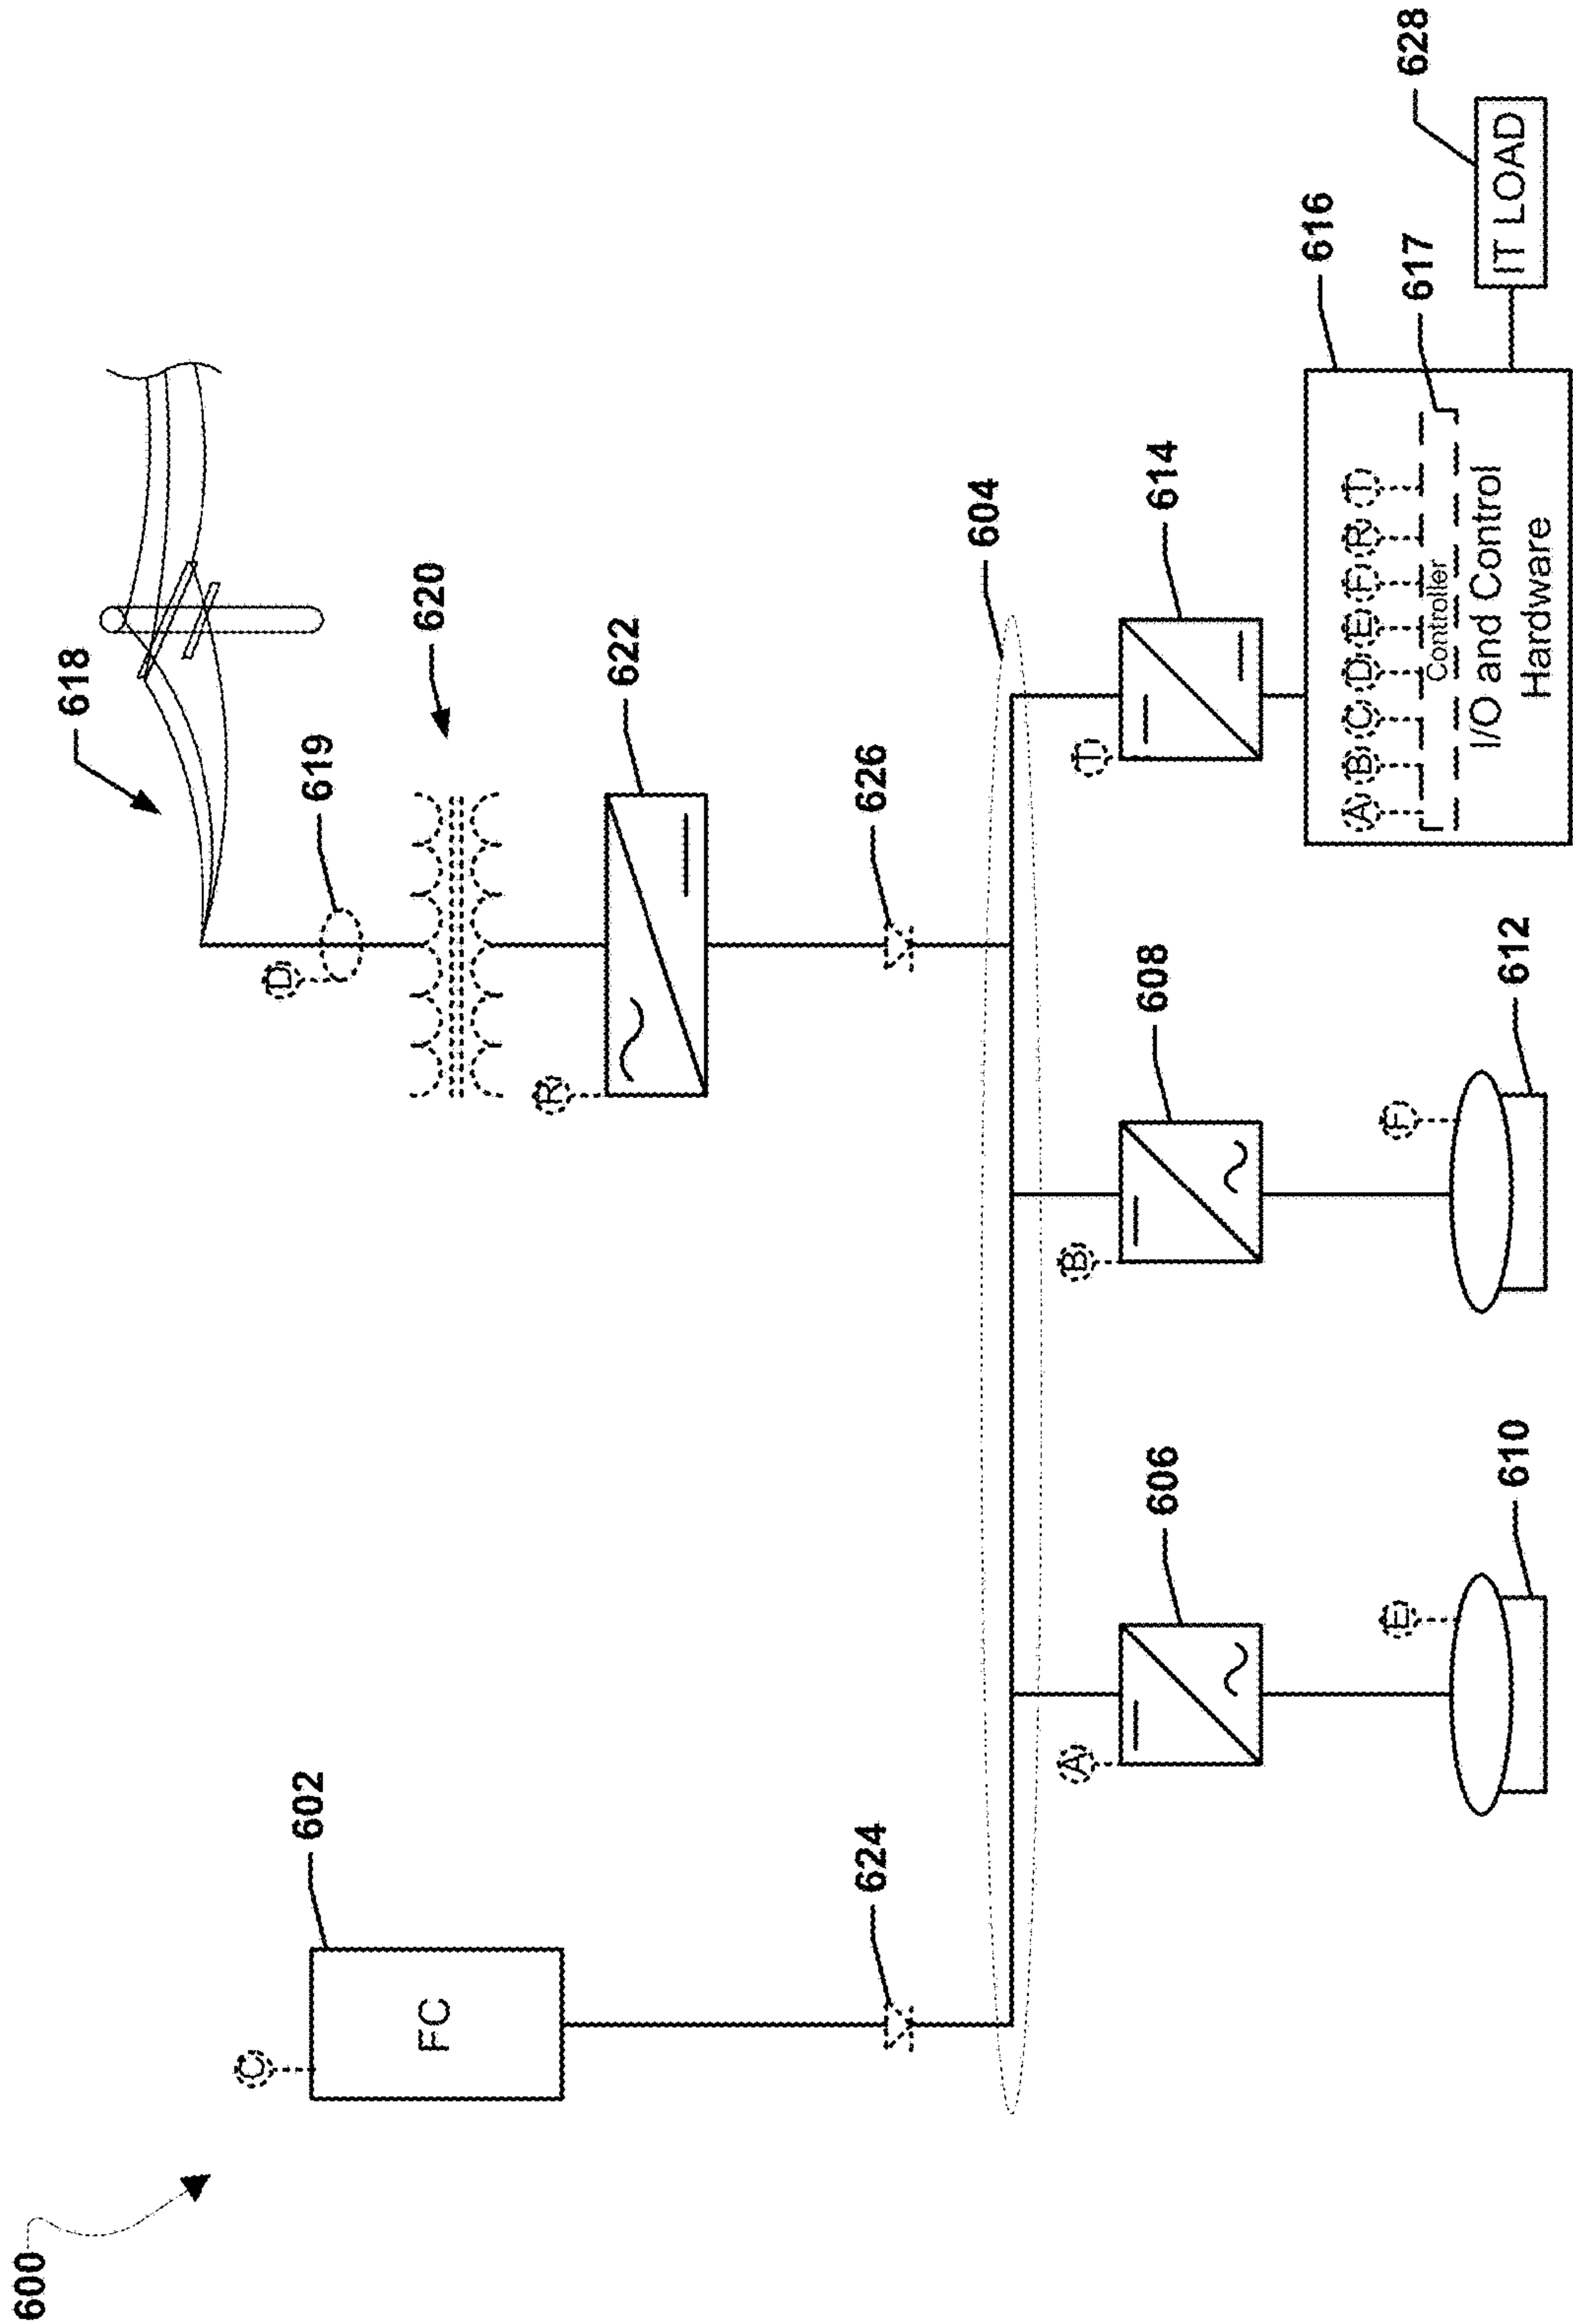 600
602
C
FC
624
604
A
606
E
610
618
619
D
620
R
622
626
B
608
F
612
T
614
616
A B C D E F R T
617
Controller
I/O and Control
Hardware
628
IT LOAD